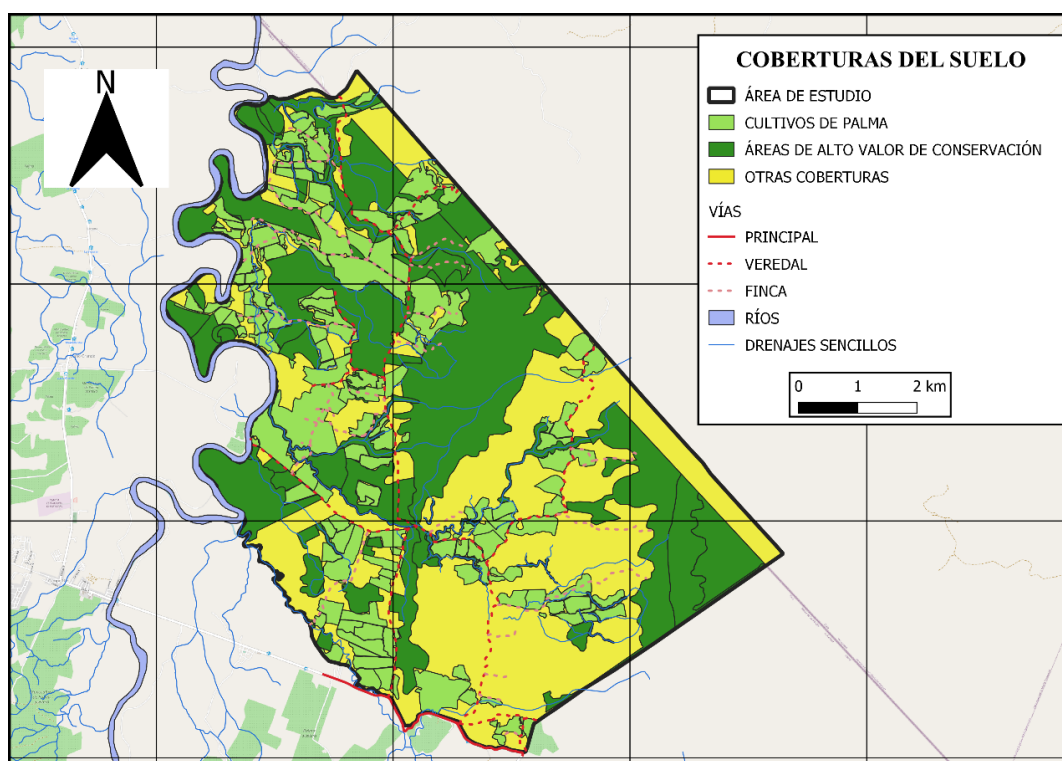 N
COBERTURAS DEL SUELO
ÁREA DE ESTUDIO
CULTIVOS DE PALMA
ÁREAS DE ALTO VALOR DE CONSERVACIÓN
OTRAS COBERTURAS
VÍAS
PRINCIPAL
VEREDAL
FINCA
RÍOS
DRENAJES SENCILLOS
0 1 2 km